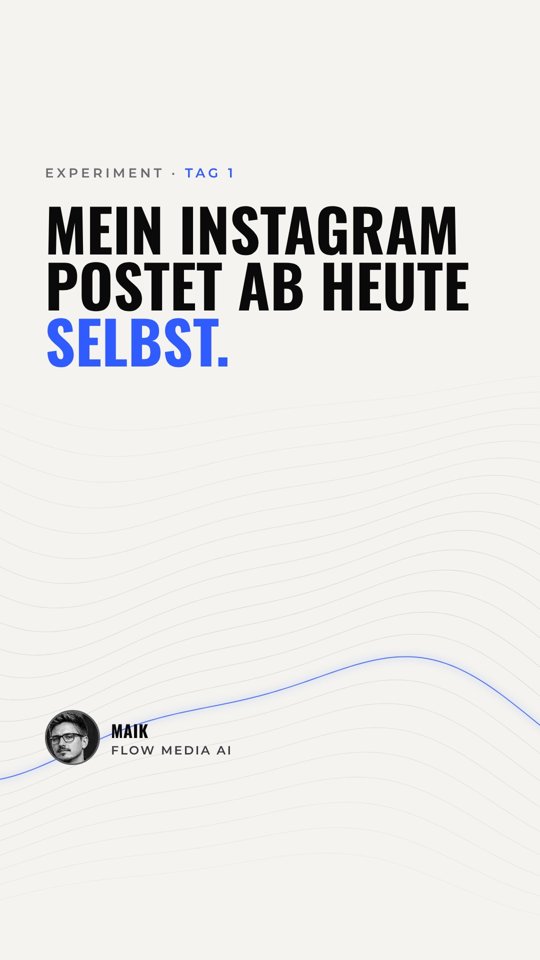 EXPERIMENT · TAG 1
MEIN INSTAGRAM
POSTET AB HEUTE
SELBST.
MAIK
FLOW MEDIA AI